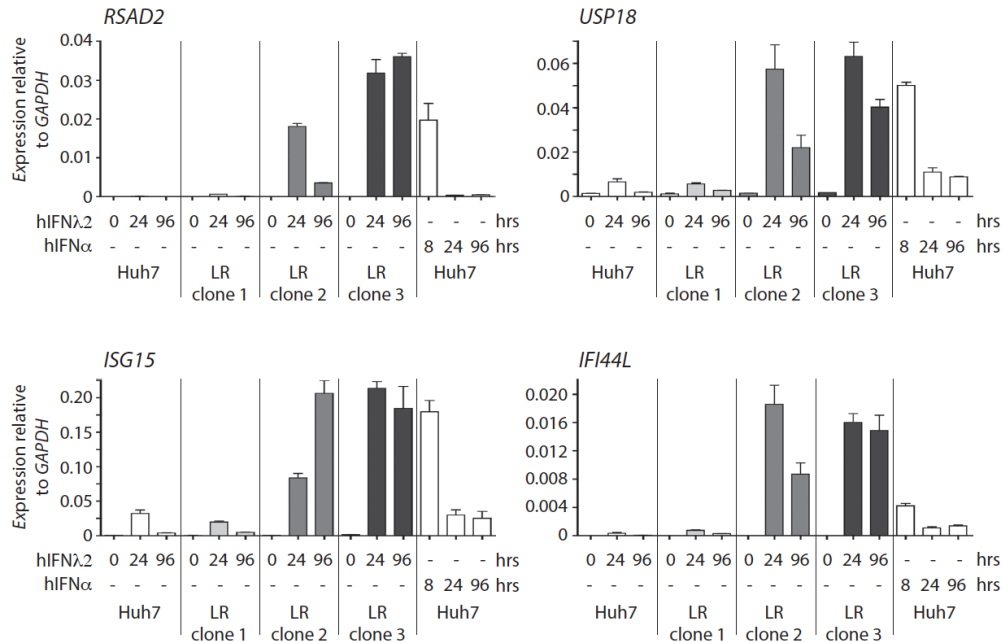 RSAD2
Expression relative
to GAPDH
0.04
0.03
0.02
0.01
0
hIFNλ2 0 24 96 0 24 96 0 24 96 0 24 96 - - - hrs
hIFNα - - - - - - - - - - - - 8 24 96 hrs
Huh7 LR LR LR Huh7
clone 1 clone 2 clone 3
USP18
0.06
0.04
0.02
0
0 24 96 0 24 96 0 24 96 0 24 96 - - - hrs
- - - - - - - - - - - - 8 24 96 hrs
Huh7 LR LR LR Huh7
clone 1 clone 2 clone 3
ISG15
Expression relative
to GAPDH
0.20
0.15
0.10
0.05
0
hIFNλ2 0 24 96 0 24 96 0 24 96 0 24 96 - - - hrs
hIFNα - - - - - - - - - - - - 8 24 96 hrs
Huh7 LR LR LR Huh7
clone 1 clone 2 clone 3
IFI44L
0.020
0.016
0.012
0.008
0.004
0
0 24 96 0 24 96 0 24 96 0 24 96 - - - hrs
- - - - - - - - - - - - 8 24 96 hrs
Huh7 LR LR LR Huh7
clone 1 clone 2 clone 3